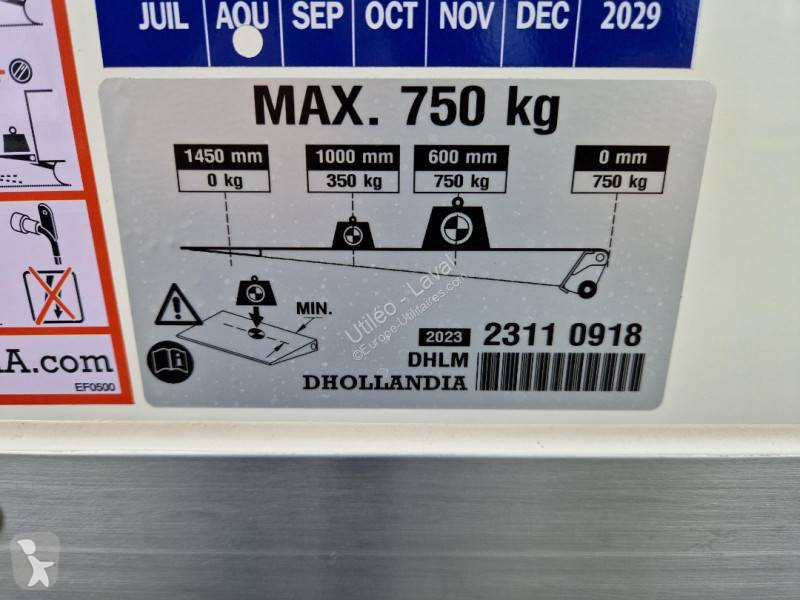 JUIL AOU SEP OCT NOV DEC 2029
MAX. 750 kg
1450 mm 1000 mm 600 mm 0 mm
0 kg 350 kg 750 kg 750 kg
MIN.
2023 2311 0918
DHLM
DHOLLANDIA
A.com
EF0500
Utiléo - Laval
©Europe-Utilitaires.com